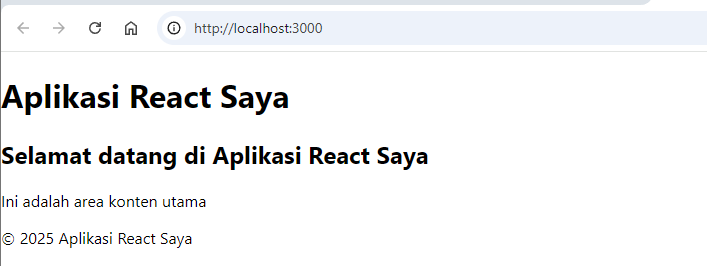 http://localhost:3000
Aplikasi React Saya
Selamat datang di Aplikasi React Saya
Ini adalah area konten utama
© 2025 Aplikasi React Saya